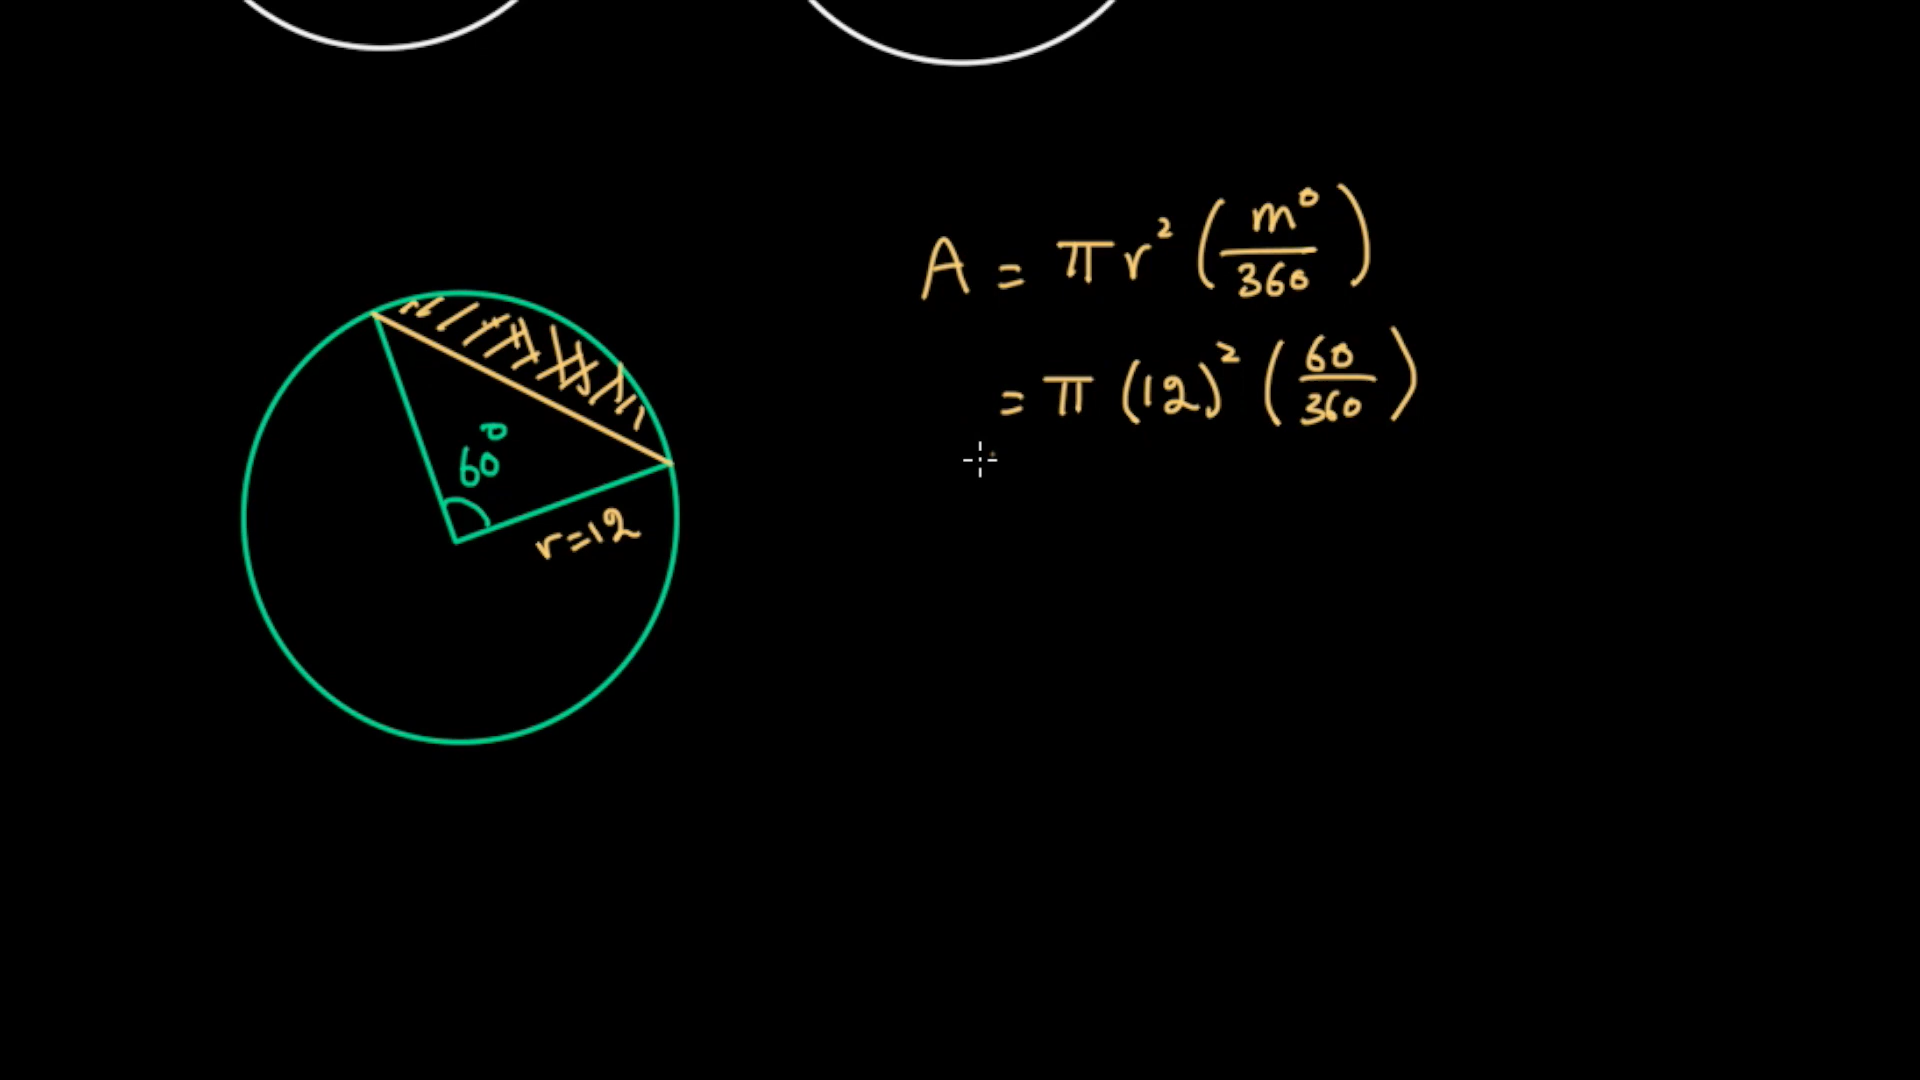 A = πr² (m°/360)
= π (12)² (60/360)
60°
r=12